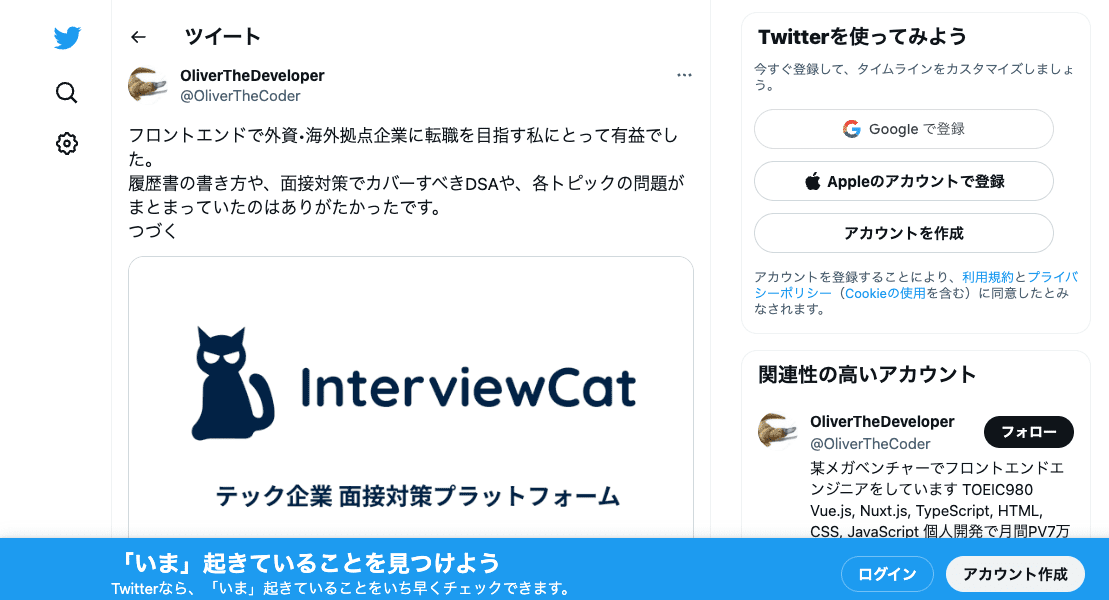 ツイート
OliverTheDeveloper
@OliverTheCoder
フロントエンドで外資・海外拠点企業に転職を目指す私にとって有益でし
た。
履歴書の書き方や、面接対策でカバーすべきDSAや、各トピックの問題が
まとまっていたのはありがたかったです。
つづく
InterviewCat
テック企業 面接対策プラットフォーム
Twitterを使ってみよう
今すぐ登録して、タイムラインをカスタマイズしましょ
う。
Google で登録
Appleのアカウントで登録
アカウントを作成
アカウントを登録することにより、利用規約とプライバ
シーポリシー（Cookieの使用を含む）に同意したとみ
なされます。
関連性の高いアカウント
OliverTheDeveloper
@OliverTheCoder
フォロー
某メガベンチャーでフロントエンドエ
ンジニアをしています TOEIC980
Vue.js, Nuxt.js, TypeScript, HTML,
CSS, JavaScript 個人開発で月間PV7万
「いま」起きていることを見つけよう
Twitterなら、「いま」起きていることをいち早くチェックできます。
ログイン
アカウント作成